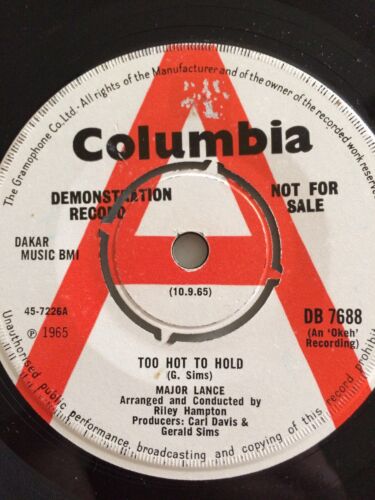 The Gramophone Co. Ltd. · All rights of the Manufacturer and of the owner of the recorded work reserved
Columbia
DEMONSTRATION
RECORD
NOT FOR
SALE
DAKAR
MUSIC BMI
(10.9.65)
45-7226A
℗ 1965
DB 7688
(An 'Okeh'
Recording)
TOO HOT TO HOLD
(G. Sims)
MAJOR LANCE
Arranged and Conducted by
Riley Hampton
Producers: Carl Davis &
Gerald Sims
Unauthorised public performance, broadcasting and copying of this record prohibit
A